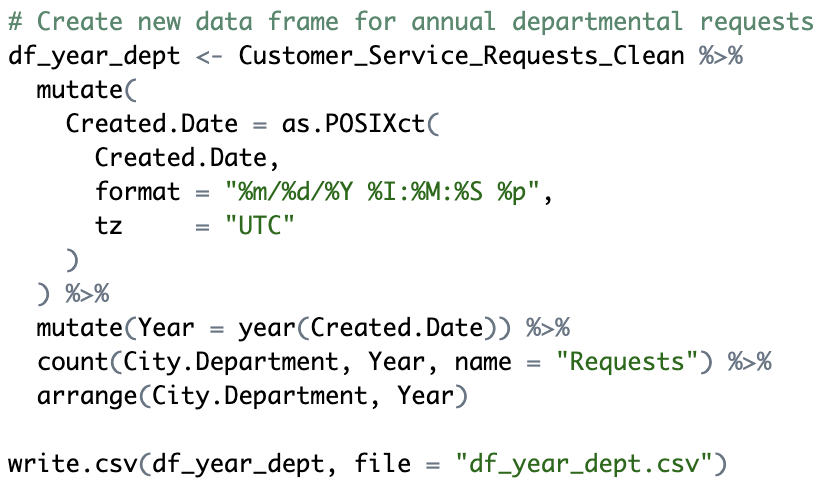 # Create new data frame for annual departmental requests
df_year_dept <- Customer_Service_Requests_Clean %>%
  mutate(
    Created.Date = as.POSIXct(
      Created.Date,
      format = "%m/%d/%Y %I:%M:%S %p",
      tz     = "UTC"
    )
  ) %>%
  mutate(Year = year(Created.Date)) %>%
  count(City.Department, Year, name = "Requests") %>%
  arrange(City.Department, Year)

write.csv(df_year_dept, file = "df_year_dept.csv")